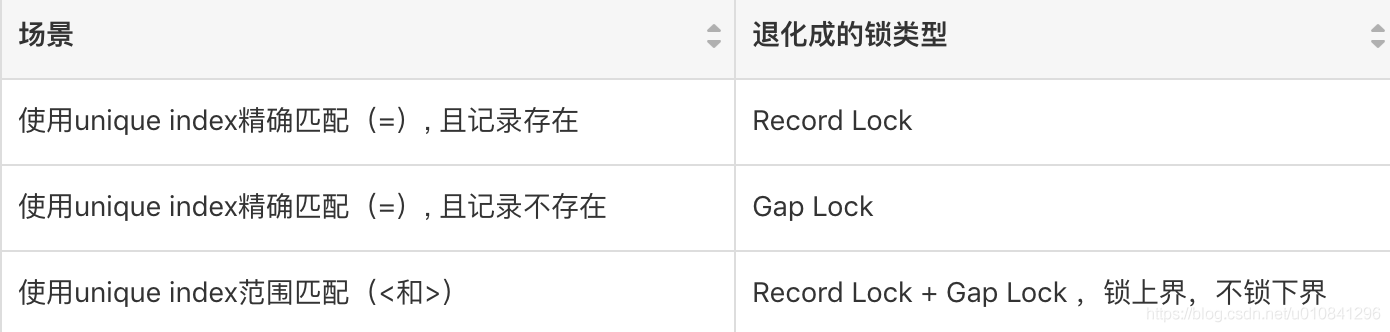 场景 退化成的锁类型
使用unique index精确匹配（=）, 且记录存在 Record Lock
使用unique index精确匹配（=）, 且记录不存在 Gap Lock
使用unique index范围匹配（<和>） Record Lock + Gap Lock ，锁上界，不锁下界
https://blog.csdn.net/u010841296